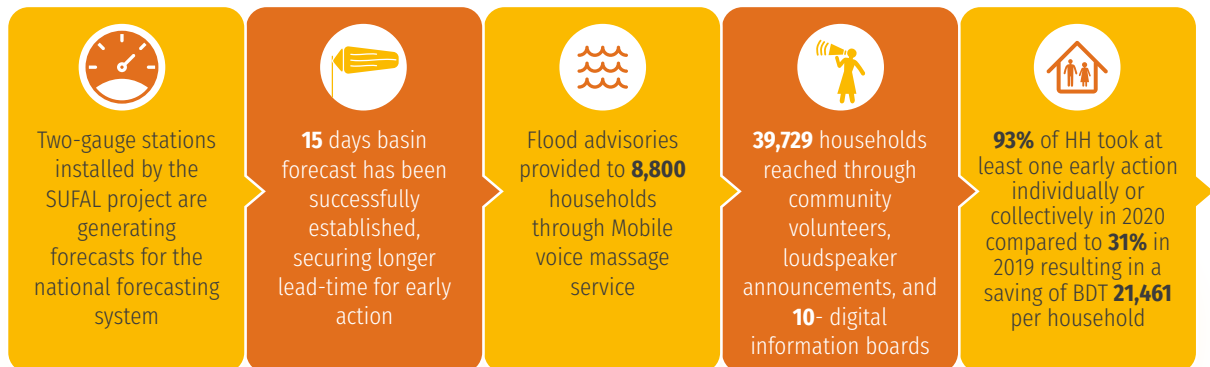 Two-gauge stations
installed by the
SUFAL project are
generating
forecasts for the
national forecasting
system
15 days basin
forecast has been
successfully
established,
securing longer
lead-time for early
action
Flood advisories
provided to 8,800
households
through Mobile
voice massage
service
39,729 households
reached through
community
volunteers,
loudspeaker
announcements, and
10- digital
information boards
93% of HH took at
least one early action
individually or
collectively in 2020
compared to 31% in
2019 resulting in a
saving of BDT 21,461
per household